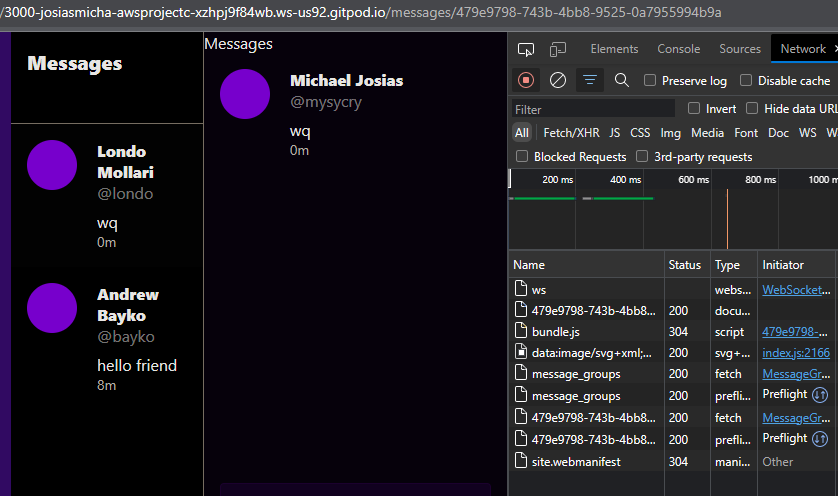 /3000-josiasmicha-awsprojectc-xzhpj9f84wb.ws-us92.gitpod.io/messages/479e9798-743b-4bb8-9525-0a7955994b9a
Messages
Londo
Mollari
@londo
wq
0m
Andrew
Bayko
@bayko
hello friend
8m
Messages
Michael Josias
@mysycry
wq
0m
Elements Console Sources Network
Preserve log Disable cache
Filter Invert Hide data URL
All Fetch/XHR JS CSS Img Media Font Doc WS W
Blocked Requests 3rd-party requests
200 ms 400 ms 600 ms 800 ms 1000 m
Name Status Type Initiator
ws webs... WebSocket...
479e9798-743b-4bb8... 200 docu...
bundle.js 304 script 479e9798-...
data:image/svg+xml;... 200 svg+... index.js:2166
message_groups 200 fetch MessageGr...
message_groups 200 prefli... Preflight
479e9798-743b-4bb8... 200 fetch MessageGr...
479e9798-743b-4bb8... 200 prefli... Preflight
site.webmanifest 304 mani... Other